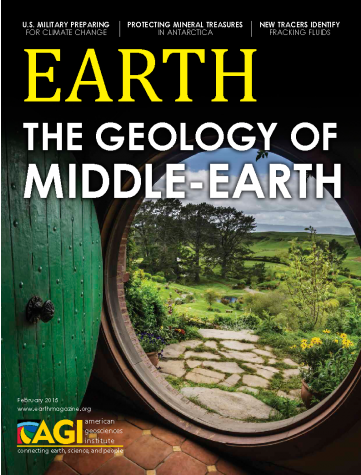 U.S. MILITARY PREPARING
FOR CLIMATE CHANGE
PROTECTING MINERAL TREASURES
IN ANTARCTICA
NEW TRACERS IDENTIFY
FRACKING FLUIDS
EARTH
THE GEOLOGY OF
MIDDLE-EARTH
February 2015
www.earthmagazine.org
AGI
american
geosciences
institute
connecting earth, science, and people